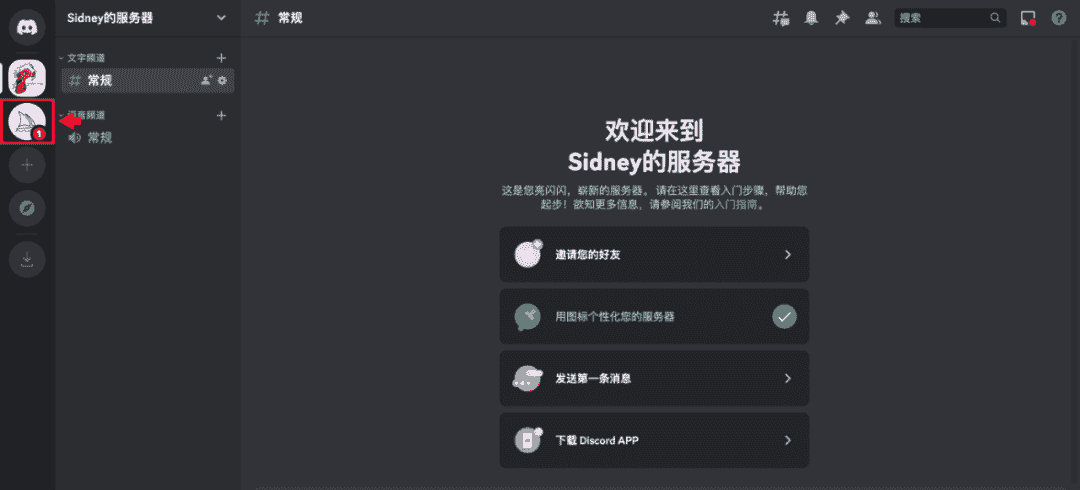 Sidney的服务器
常规
搜索
文字频道
常规
语音频道
常规
1
欢迎来到
Sidney的服务器
这是您亮闪闪，崭新的服务器。请在这里查看入门步骤，帮助您
起步！欲知更多信息，请参阅我们的入门指南。
邀请您的好友
用图标个性化您的服务器
发送第一条消息
下载 Discord APP